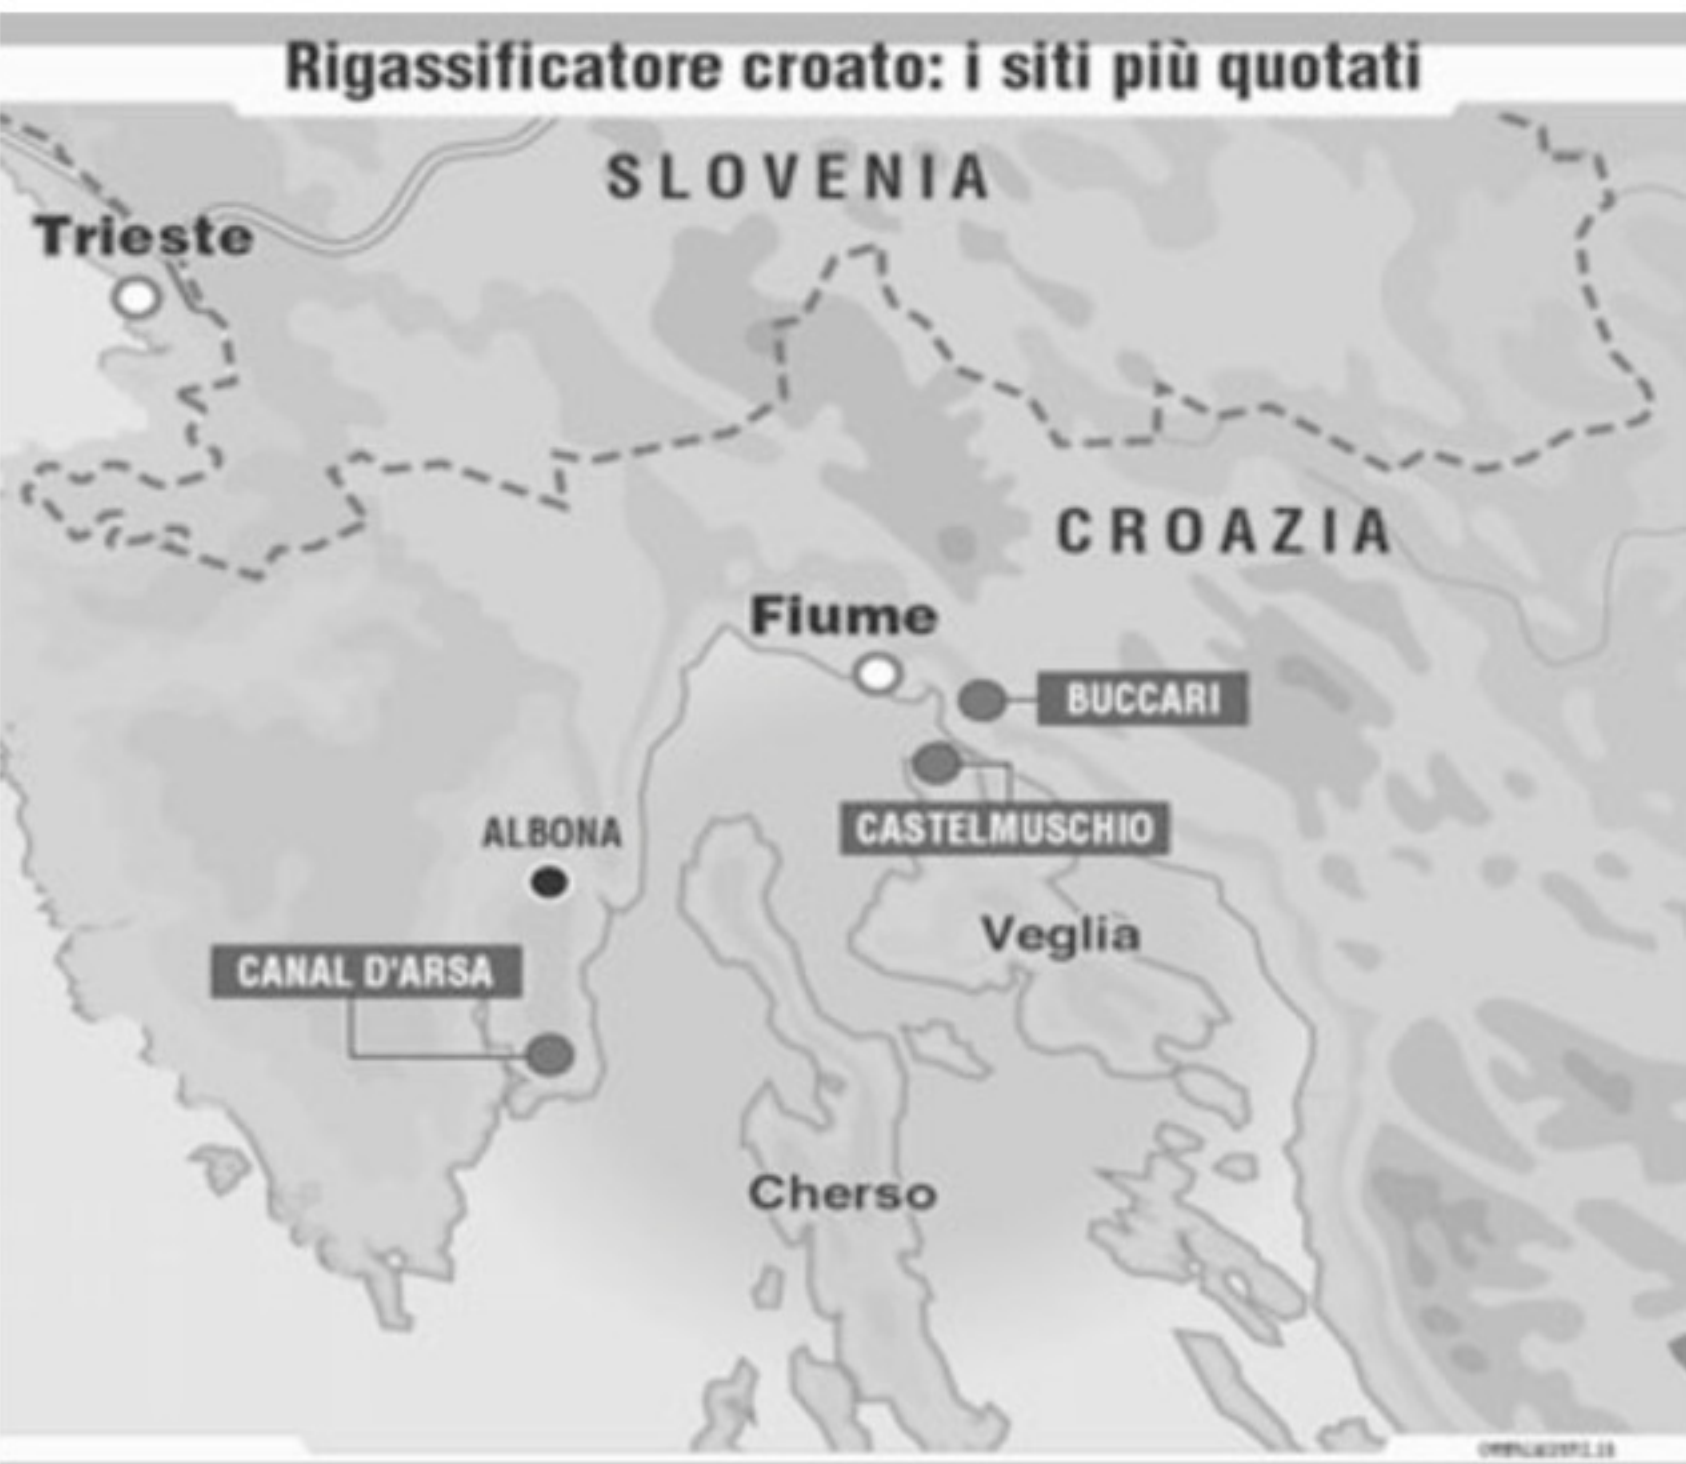 Rigassificatore croato: i siti più quotati
SLOVENIA
Trieste
CROAZIA
Fiume
BUCCARI
CASTELMUSCHIO
ALBONA
Veglia
CANAL D'ARSA
Cherso